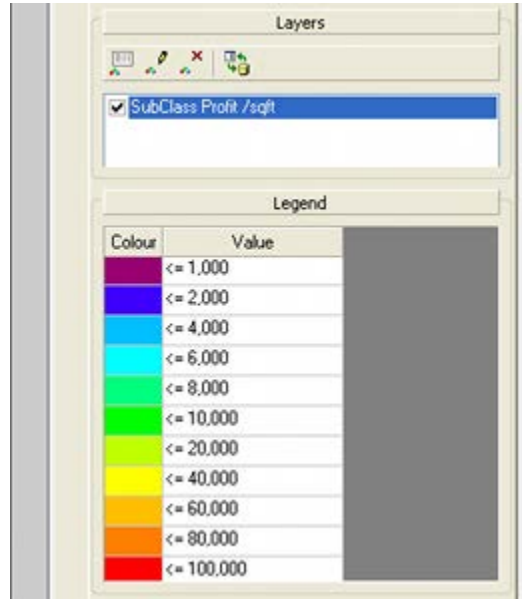 Layers
SubClass Profit /sqft
Legend
Colour Value
<= 1,000
<= 2,000
<= 4,000
<= 6,000
<= 8,000
<= 10,000
<= 20,000
<= 40,000
<= 60,000
<= 80,000
<= 100,000